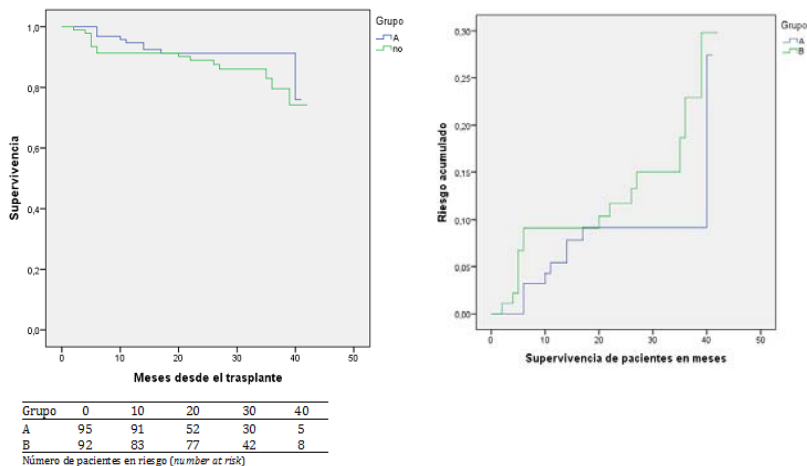 Grupo
A
no
1,0
0,8
0,6
0,4
0,2
0,0
Supervivencia
0 10 20 30 40 50
Meses desde el trasplante
Grupo
A
B
0,30
0,25
0,20
0,15
0,10
0,05
0,00
Riesgo acumulado
0 10 20 30 40 50
Supervivencia de pacientes en meses
Grupo 0 10 20 30 40
A 95 91 52 30 5
B 92 83 77 42 8
Número de pacientes en riesgo (number at risk)